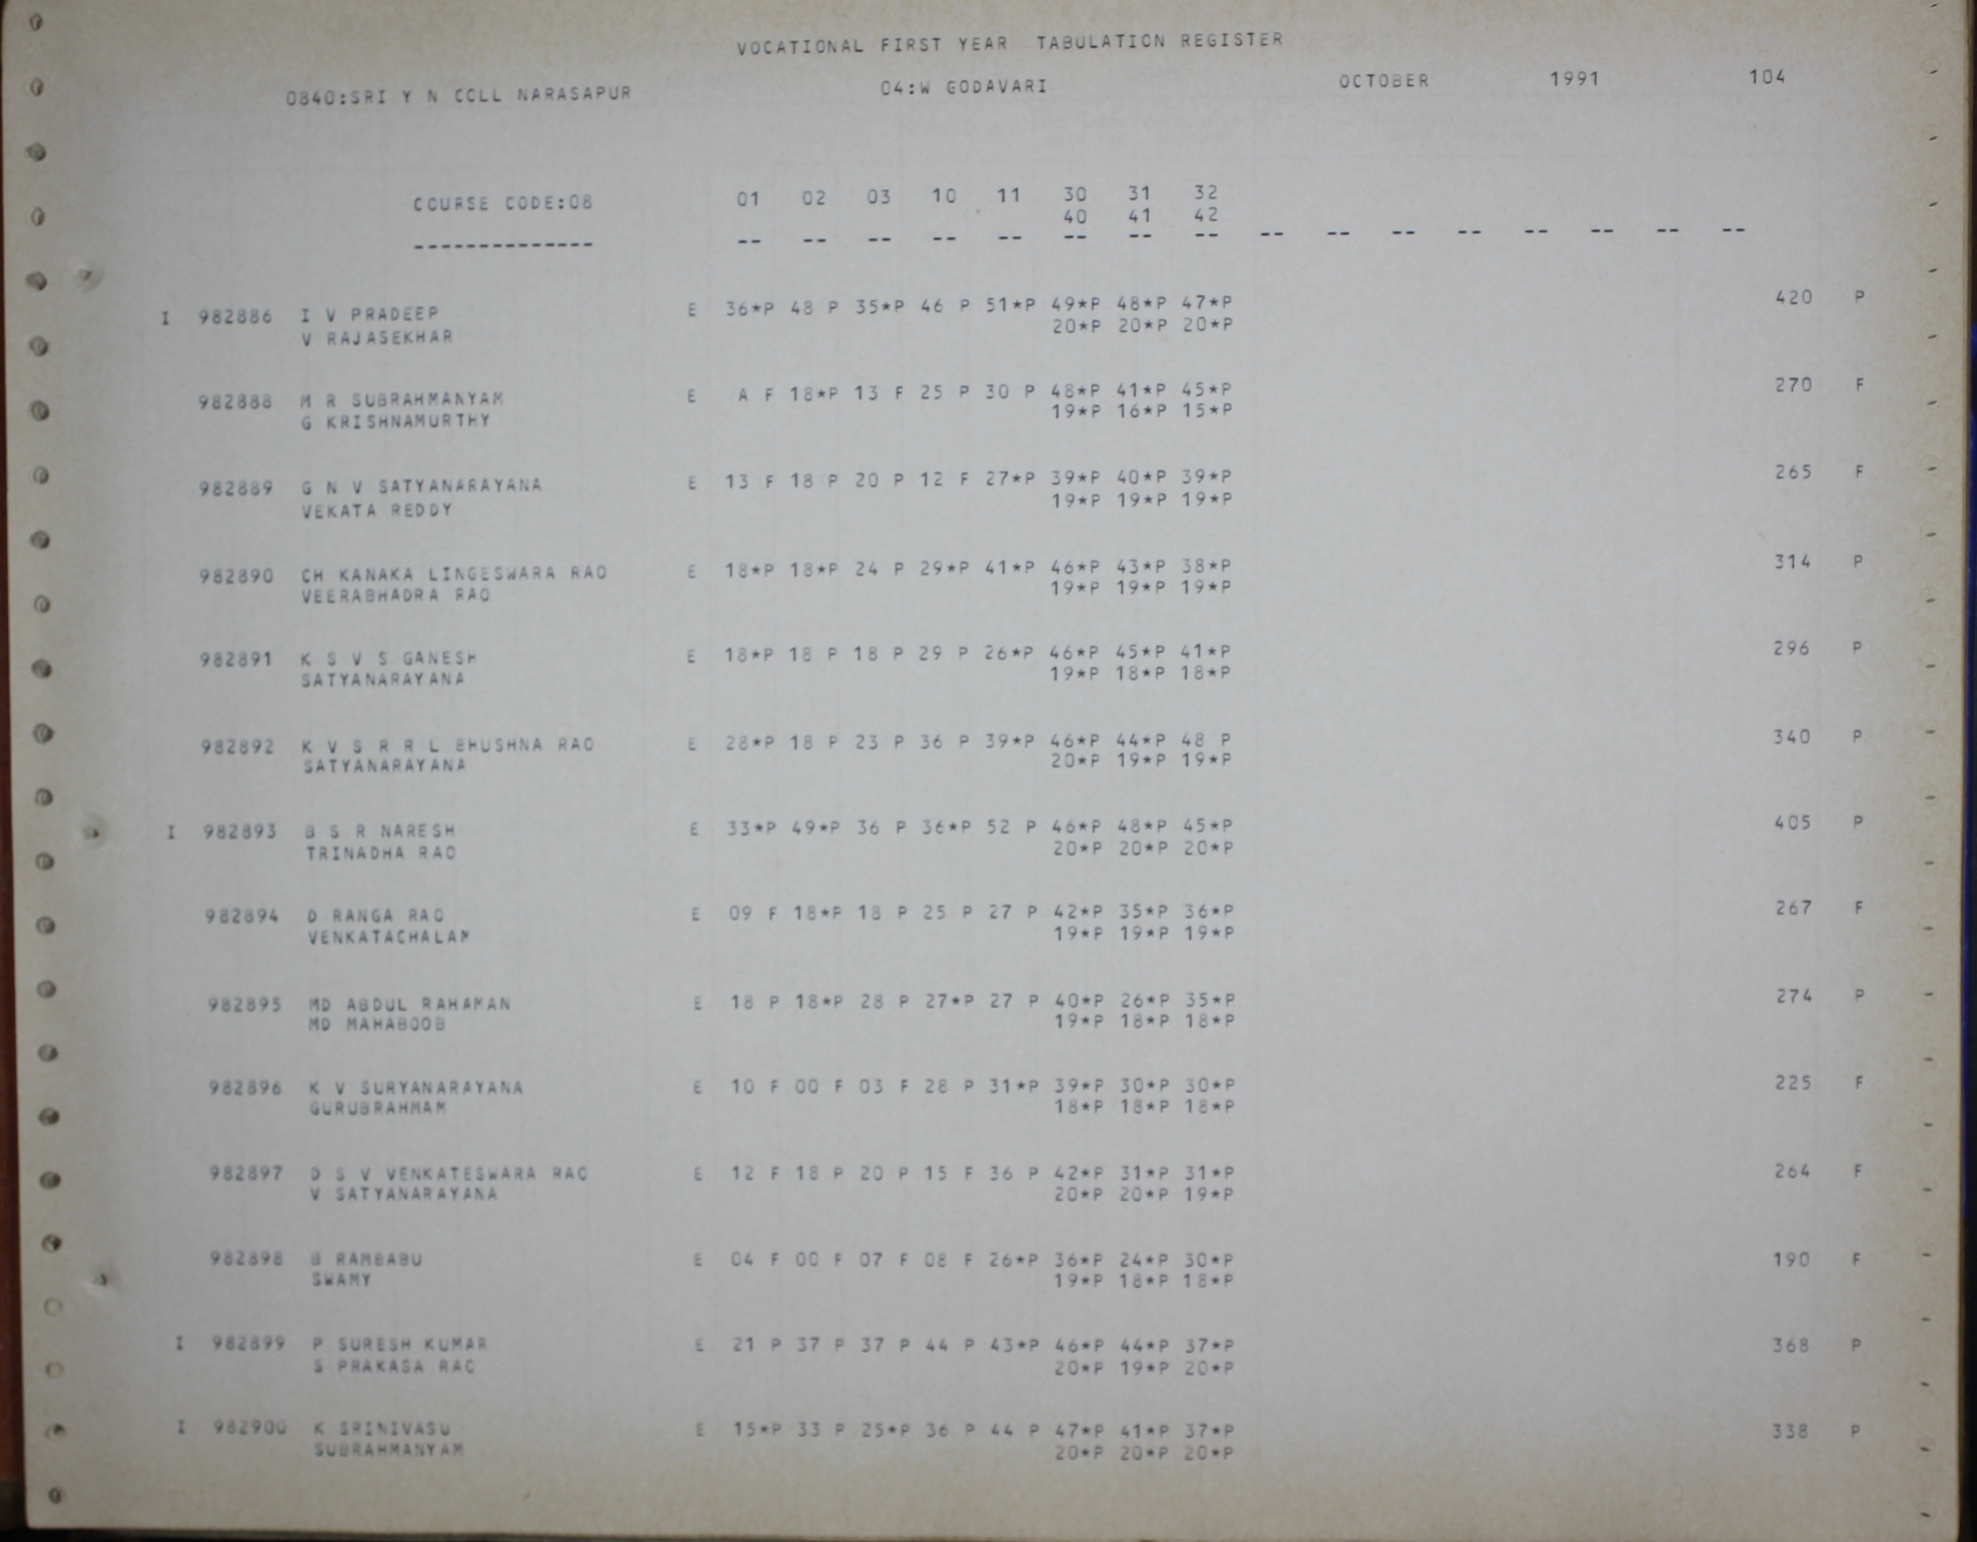 VOCATIONAL FIRST YEAR TABULATION REGISTER
0840:SRI Y N COLL NARASAPUR 04:W GODAVARI OCTOBER 1991 104
COURSE CODE:08 01 02 03 10 11 30 31 32
40 41 42
-------------- -- -- -- -- -- -- -- -- -- -- -- -- -- -- -- --
I 982886 I V PRADEEP E 36*P 48 P 35*P 46 P 51*P 49*P 48*P 47*P 420 P
V RAJASEKHAR 20*P 20*P 20*P
982888 M R SUBRAHMANYAM E A F 18*P 13 F 25 P 30 P 48*P 41*P 45*P 270 F
G KRISHNAMURTHY 19*P 16*P 15*P
982889 G N V SATYANARAYANA E 13 F 18 P 20 P 12 F 27*P 39*P 40*P 39*P 265 F
VEKATA REDDY 19*P 19*P 19*P
982890 CH KANAKA LINGESWARA RAO E 18*P 18*P 24 P 29*P 41*P 46*P 43*P 38*P 314 P
VEERABHADRA RAO 19*P 19*P 19*P
982891 K S V S GANESH E 18*P 18 P 18 P 29 P 26*P 46*P 45*P 41*P 296 P
SATYANARAYANA 19*P 18*P 18*P
982892 K V S R R L BHUSHNA RAO E 28*P 18 P 23 P 36 P 39*P 46*P 44*P 48 P 340 P
SATYANARAYANA 20*P 19*P 19*P
I 982893 B S R NARESH E 33*P 49*P 36 P 36*P 52 P 46*P 48*P 45*P 405 P
TRINADHA RAO 20*P 20*P 20*P
982894 D RANGA RAO E 09 F 18*P 18 P 25 P 27 P 42*P 35*P 36*P 267 F
VENKATACHALAM 19*P 19*P 19*P
982895 MD ABDUL RAHAMAN E 18 P 18*P 28 P 27*P 27 P 40*P 26*P 35*P 274 P
MD MAHABOOB 19*P 18*P 18*P
982896 K V SURYANARAYANA E 10 F 00 F 03 F 28 P 31*P 39*P 30*P 30*P 225 F
GURUBRAHMAM 18*P 18*P 18*P
982897 D S V VENKATESWARA RAO E 12 F 18 P 20 P 15 F 36 P 42*P 31*P 31*P 264 F
V SATYANARAYANA 20*P 20*P 19*P
982898 B RAMBABU E 04 F 00 F 07 F 08 F 26*P 36*P 24*P 30*P 190 F
SWAMY 19*P 18*P 18*P
I 982899 P SURESH KUMAR E 21 P 37 P 37 P 44 P 43*P 46*P 44*P 37*P 368 P
S PRAKASA RAO 20*P 19*P 20*P
I 982900 K SRINIVASU E 15*P 33 P 25*P 36 P 44 P 47*P 41*P 37*P 338 P
SUBRAHMANYAM 20*P 20*P 20*P